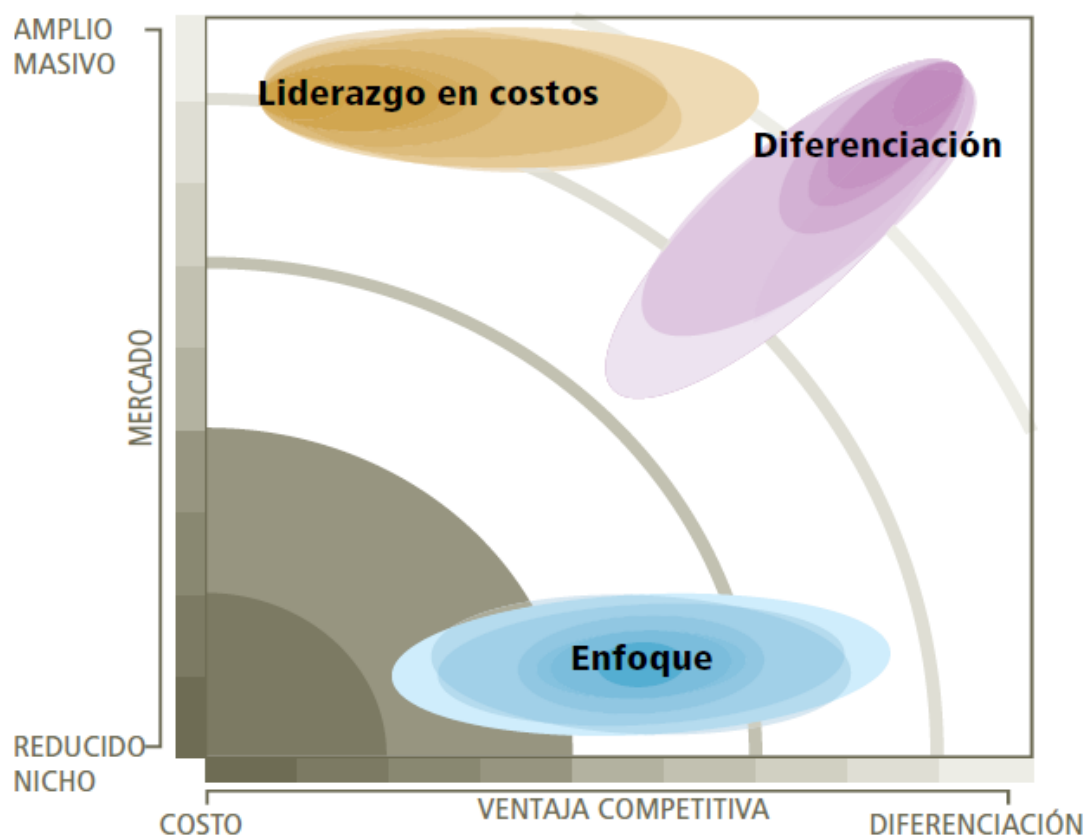 AMPLIO
MASIVO
Liderazgo en costos
Diferenciación
MERCADO
Enfoque
REDUCIDO
NICHO
VENTAJA COMPETITIVA
COSTO
DIFERENCIACIÓN